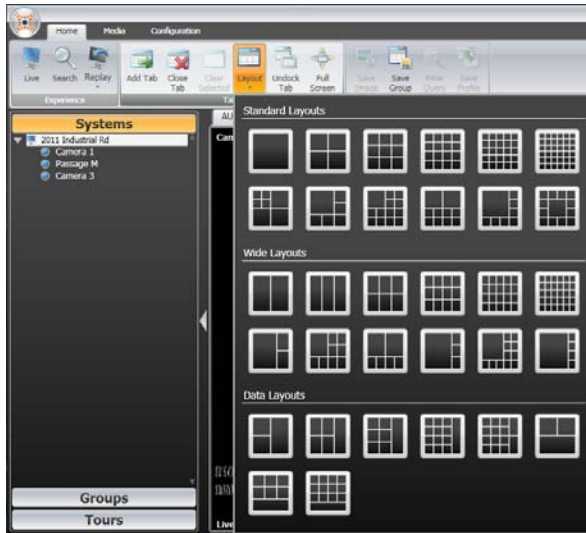 Home Media Configuration
Live Search Replay Add Tab Close Tab Clear Selected Layout Undock Tab Full Screen Save Image Save Group Filter Query Save Profile
Experience
Systems
2011 Industrial Rd
Camera 1
Passage M
Camera 3
Groups
Tours
AU
Cam
Live
Standard Layouts
Wide Layouts
Data Layouts